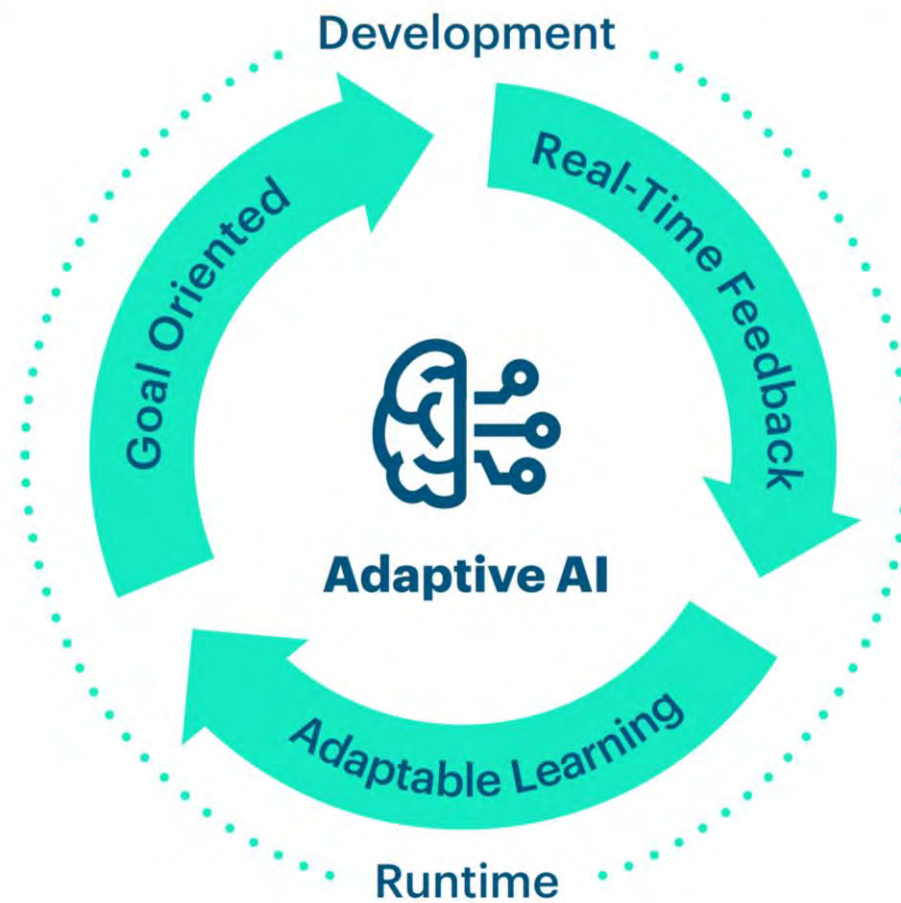 Development
Real-Time Feedback
Goal Oriented
Adaptive AI
Adaptable Learning
Runtime